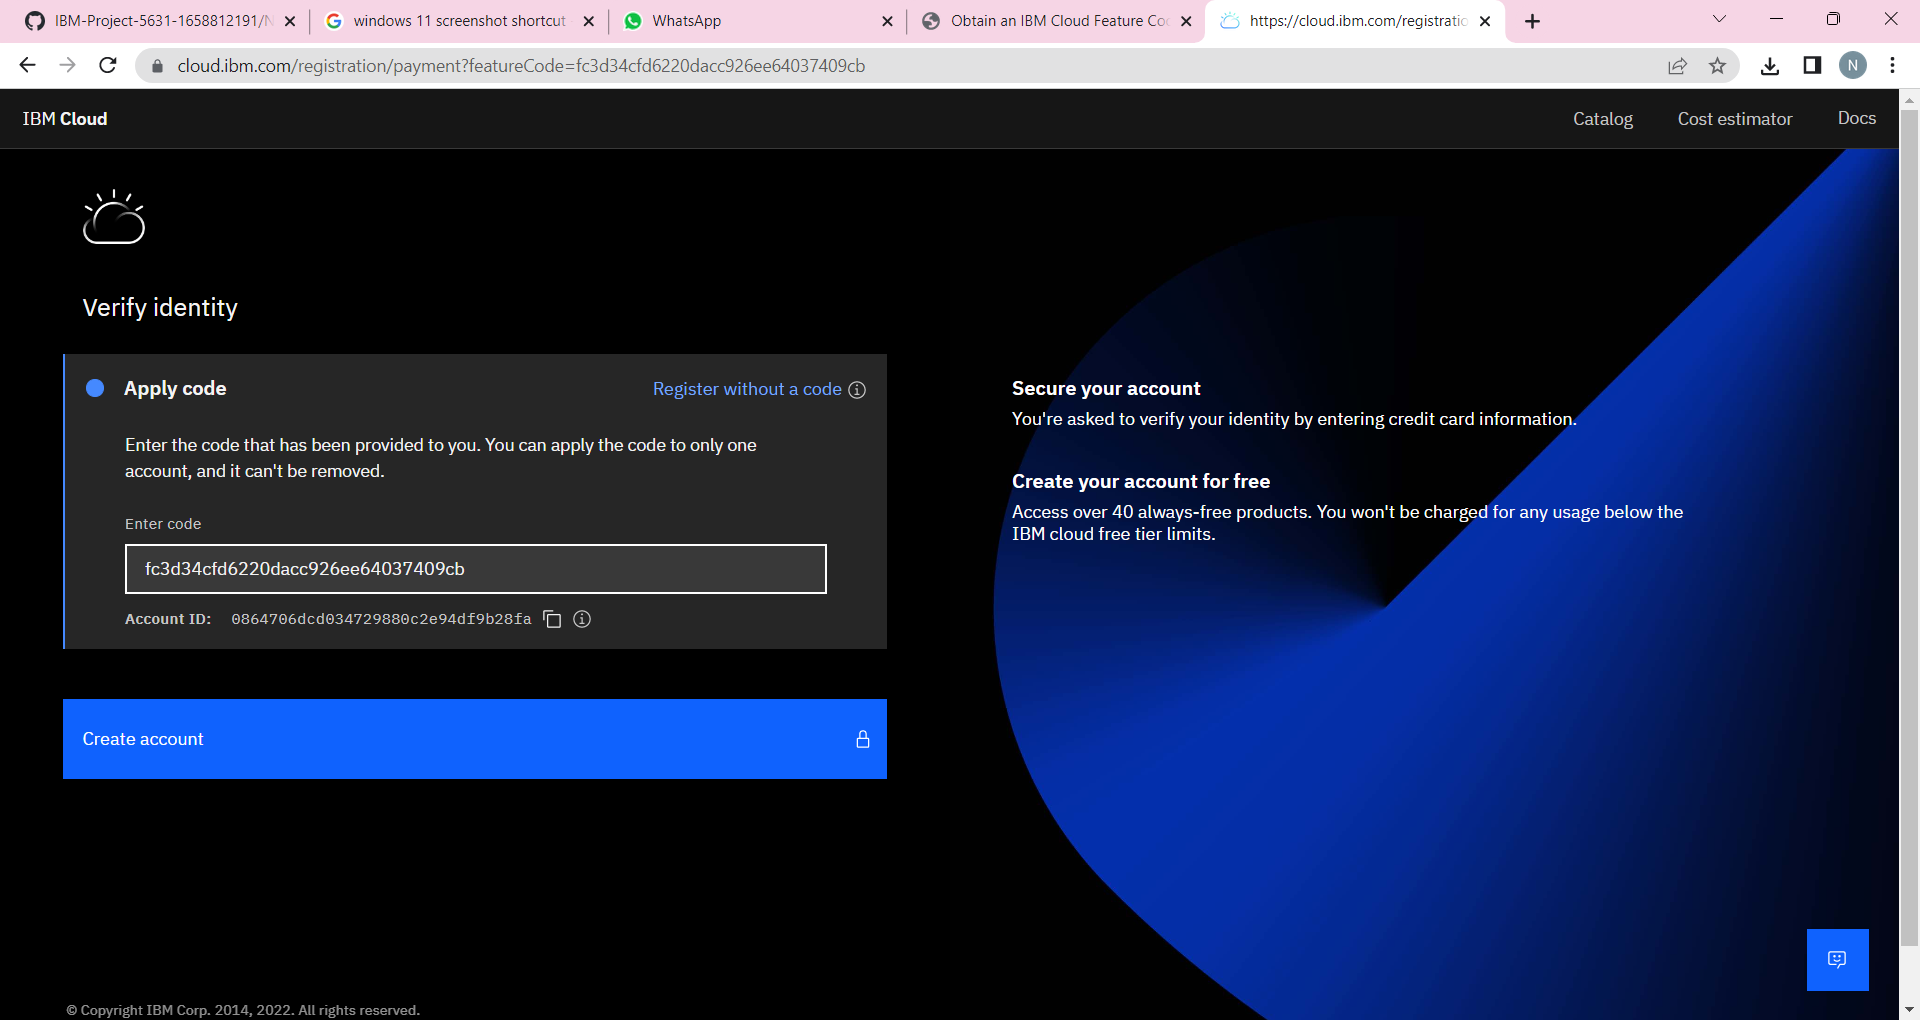 IBM-Project-5631-1658812191/N
windows 11 screenshot shortcut
WhatsApp
Obtain an IBM Cloud Feature Co
https://cloud.ibm.com/registratio
cloud.ibm.com/registration/payment?featureCode=fc3d34cfd6220dacc926ee64037409cb
N
IBM Cloud
Catalog
Cost estimator
Docs
Verify identity
Apply code
Register without a code
Enter the code that has been provided to you. You can apply the code to only one
account, and it can't be removed.
Enter code
fc3d34cfd6220dacc926ee64037409cb
Account ID: 0864706dcd034729880c2e94df9b28fa
Create account
Secure your account
You're asked to verify your identity by entering credit card information.
Create your account for free
Access over 40 always-free products. You won't be charged for any usage below the
IBM cloud free tier limits.
© Copyright IBM Corp. 2014, 2022. All rights reserved.